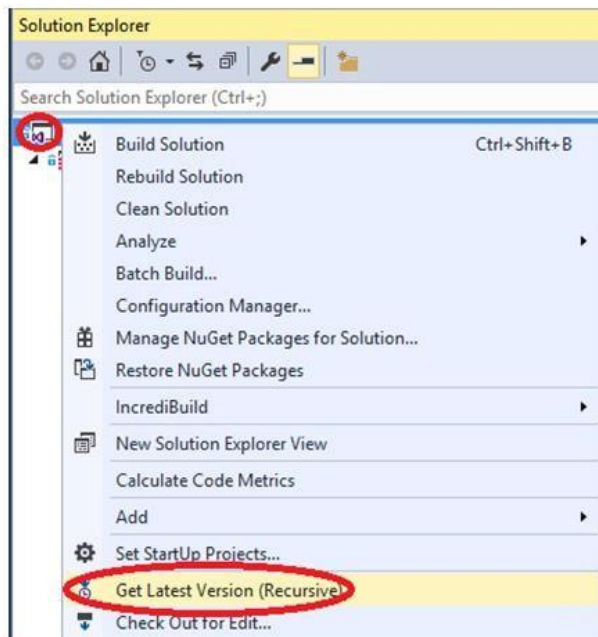 Solution Explorer
Search Solution Explorer (Ctrl+;)
Build Solution Ctrl+Shift+B
Rebuild Solution
Clean Solution
Analyze
Batch Build...
Configuration Manager...
Manage NuGet Packages for Solution...
Restore NuGet Packages
IncrediBuild
New Solution Explorer View
Calculate Code Metrics
Add
Set StartUp Projects...
Get Latest Version (Recursive)
Check Out for Edit...